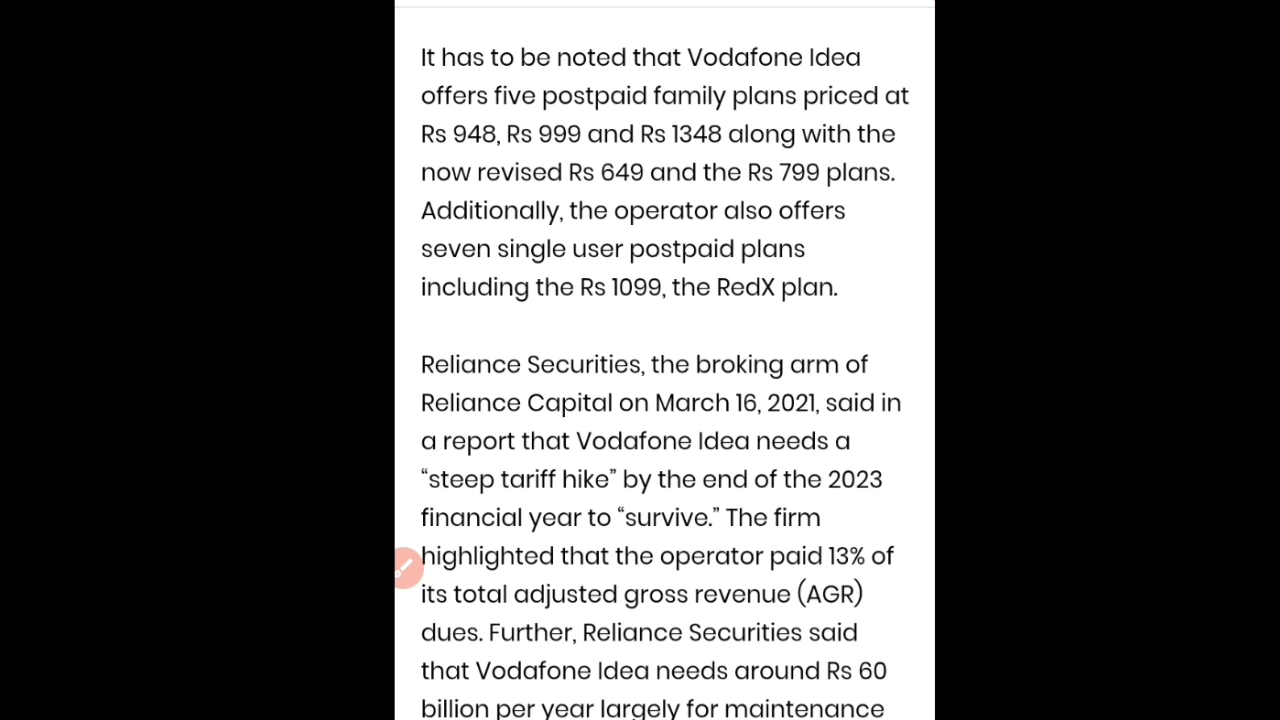 It has to be noted that Vodafone Idea
offers five postpaid family plans priced at
Rs 948, Rs 999 and Rs 1348 along with the
now revised Rs 649 and the Rs 799 plans.
Additionally, the operator also offers
seven single user postpaid plans
including the Rs 1099, the RedX plan.
Reliance Securities, the broking arm of
Reliance Capital on March 16, 2021, said in
a report that Vodafone Idea needs a
“steep tariff hike” by the end of the 2023
financial year to “survive.” The firm
highlighted that the operator paid 13% of
its total adjusted gross revenue (AGR)
dues. Further, Reliance Securities said
that Vodafone Idea needs around Rs 60
billion per year largely for maintenance